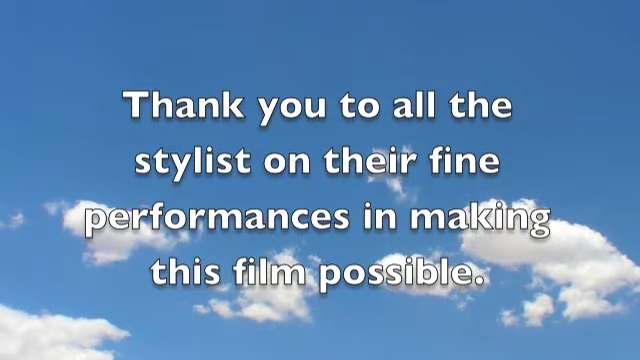 Thank you to all the
stylist on their fine
performances in making
this film possible.